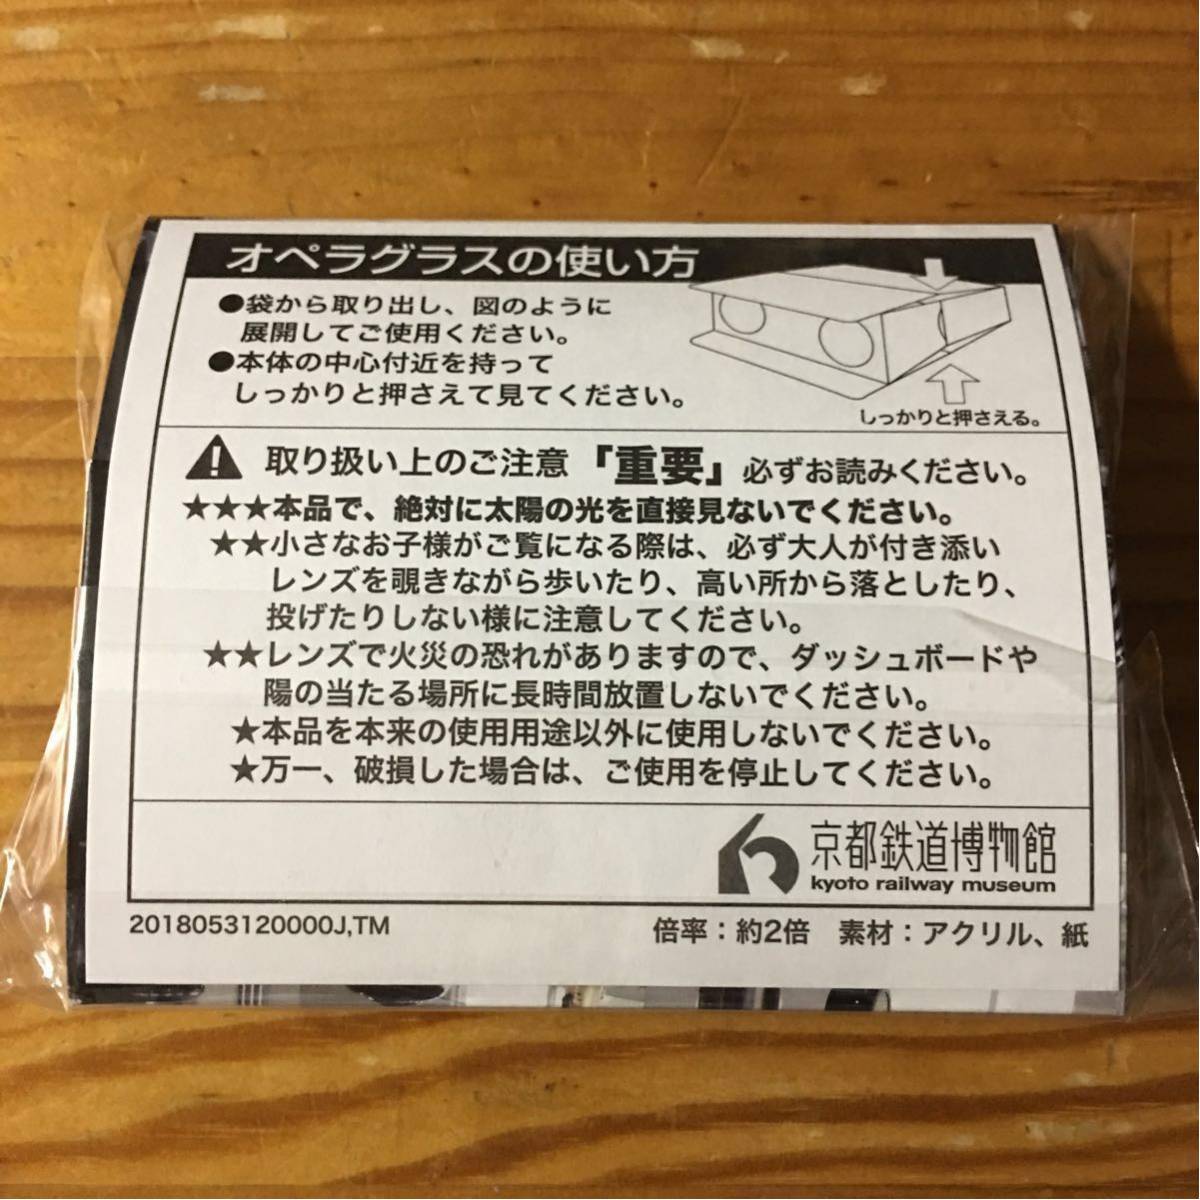 オペラグラスの使い方
●袋から取り出し、図のように
展開してご使用ください。
●本体の中心付近を持って
しっかりと押さえて見てください。
しっかりと押さえる。
取り扱い上のご注意「重要」必ずお読みください。
★★★本品で、絶対に太陽の光を直接見ないでください。
★★小さなお子様がご覧になる際は、必ず大人が付き添い
レンズを覗きながら歩いたり、高い所から落としたり、
投げたりしない様に注意してください。
★★レンズで火災の恐れがありますので、ダッシュボードや
陽の当たる場所に長時間放置しないでください。
★本品を本来の使用用途以外に使用しないでください。
★万一、破損した場合は、ご使用を停止してください。
京都鉄道博物館
kyoto railway museum
2018053120000J,TM
倍率：約2倍　素材：アクリル、紙